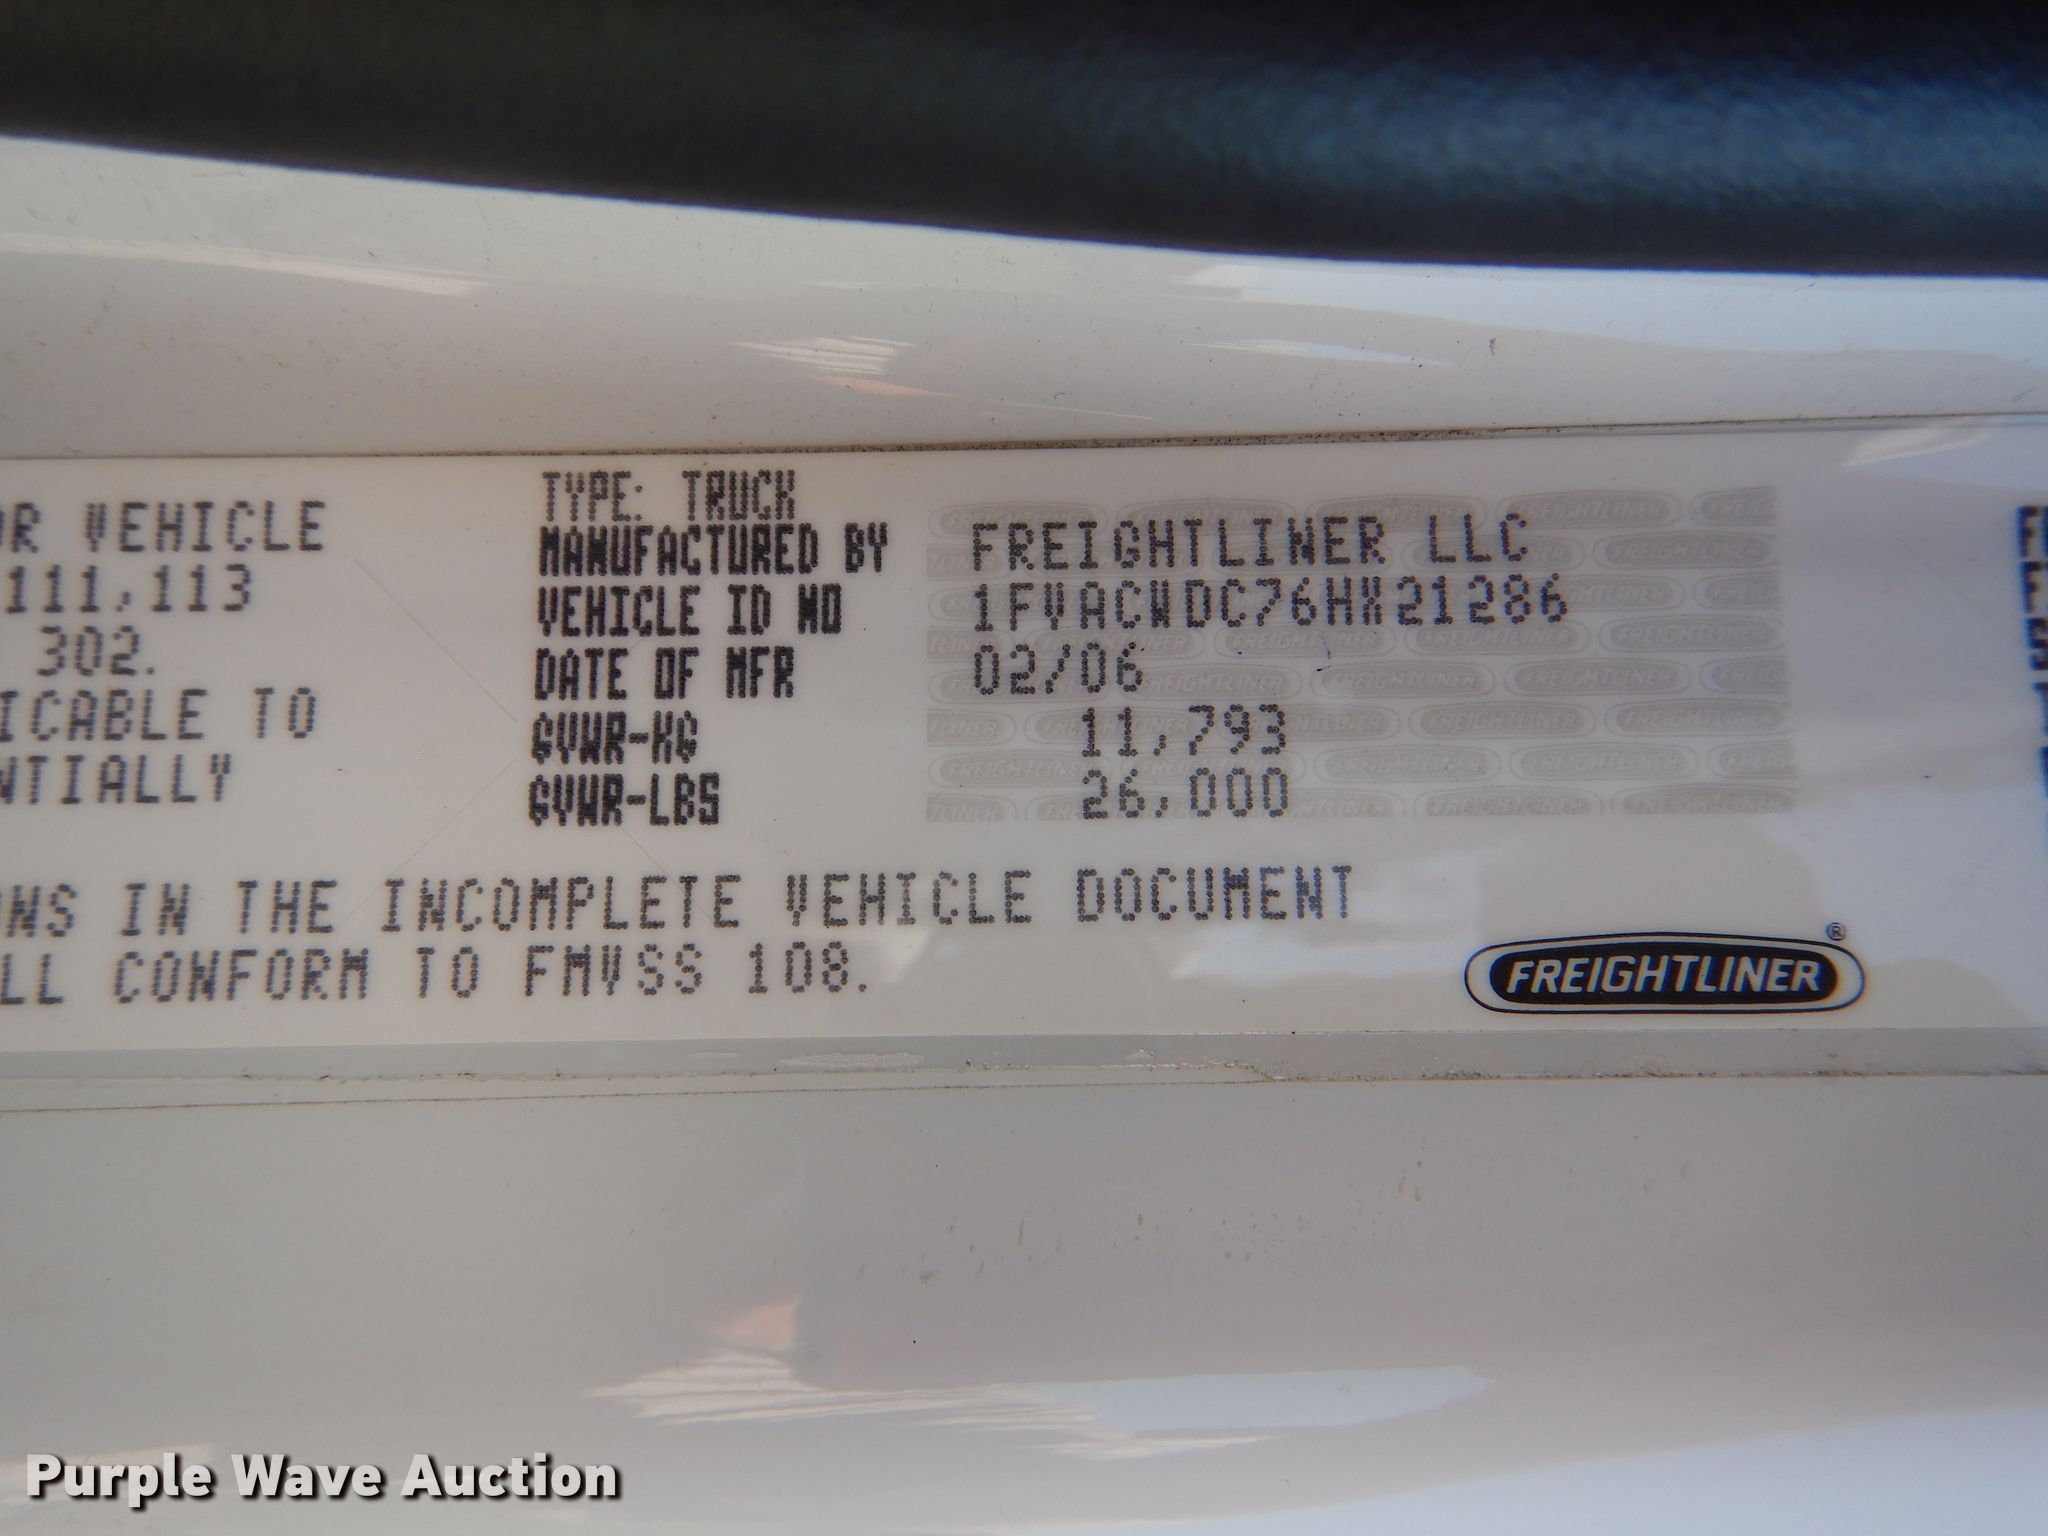 OR VEHICLE
111,113
302.
ICABLE TO
NTIALLY
TYPE: TRUCK
MANUFACTURED BY FREIGHTLINER LLC
VEHICLE ID NO 1FVACWDC76HX21286
DATE OF MFR 02/06
GVWR-KG 11,793
GVWR-LBS 26,000
NS IN THE INCOMPLETE VEHICLE DOCUMENT
LL CONFORM TO FMVSS 108.
FREIGHTLINER®
Purple Wave Auction